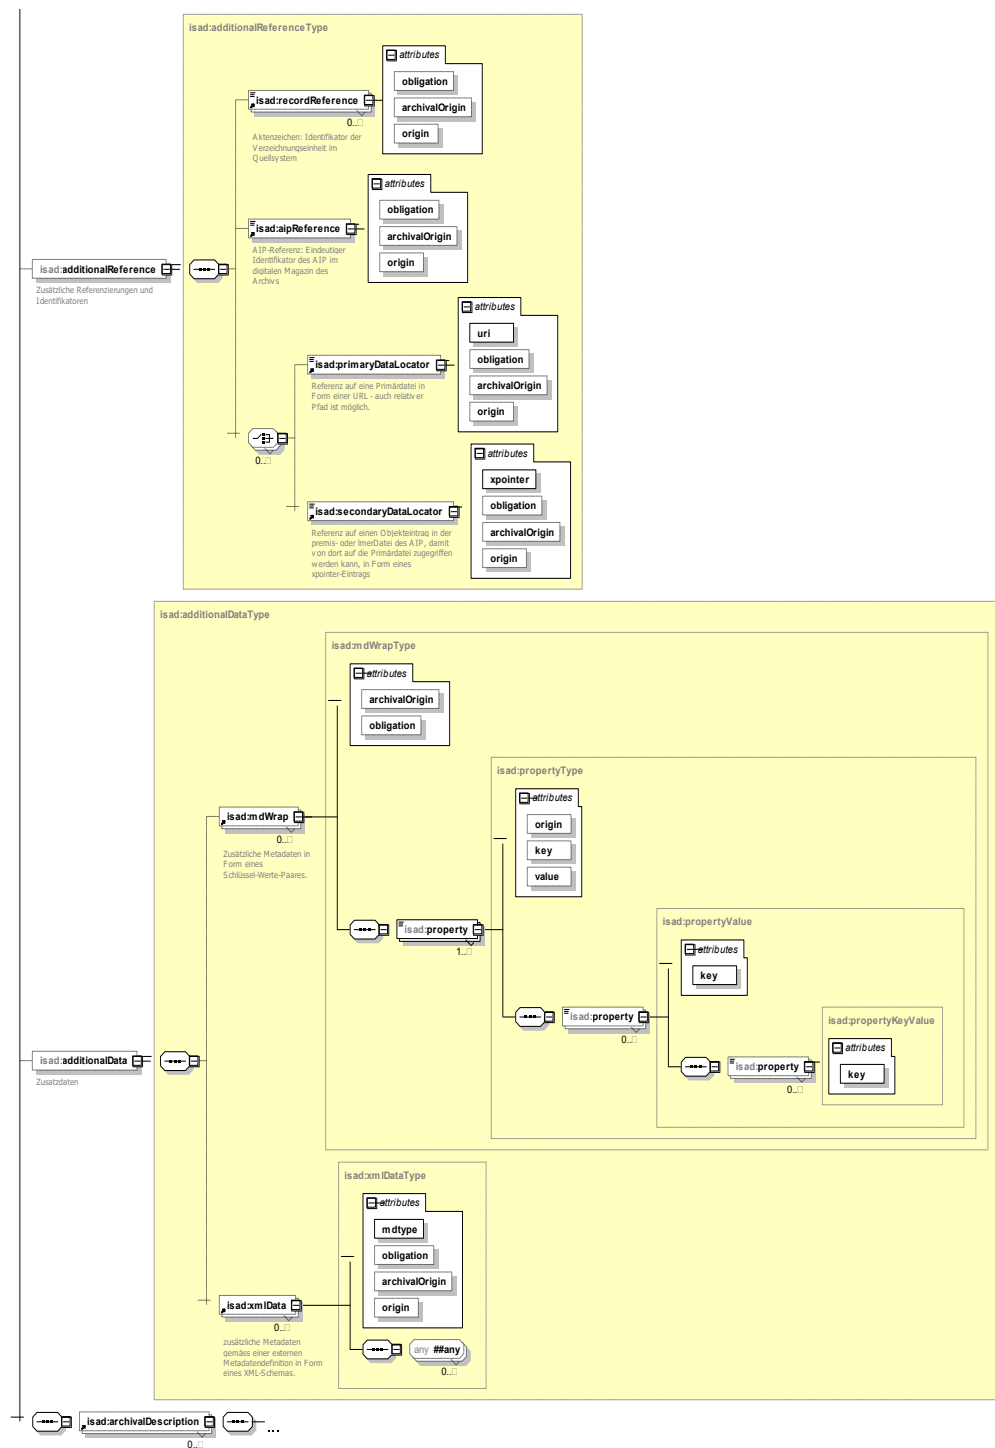 isad:additionalReferenceType
attributes
obligation
isad:recordReference
archivalOrigin
0..□
origin
Aktenzeichen: Identifikator der
Verzeichnungseinheit im
Quellsystem
attributes
obligation
isad:aipReference
archivalOrigin
AIP-Referenz: Eindeutiger
Identifikator des AIP im
digitalen Magazin des
Archivs
origin
isad:additionalReference
Zusätzliche Referenzierungen und
Identifikatoren
attributes
uri
obligation
isad:primaryDataLocator
Referenz auf eine Primärdatei in
Form einer URL - auch relativer
Pfad ist möglich.
archivalOrigin
origin
0..□
attributes
xpointer
obligation
isad:secondaryDataLocator
archivalOrigin
Referenz auf einen Objekteintrag in der
premis- oder ImerDatei des AIP, damit
von dort auf die Primärdatei zugegriffen
werden kann, in Form eines
xpointer-Eintrags
origin
isad:additionalDataType
isad:mdWrapType
attributes
archivalOrigin
obligation
isad:propertyType
attributes
origin
key
value
isad:mdWrap
0..□
Zusätzliche Metadaten in
Form eines
Schlüssel-Werte-Paares.
isad:property
1..□
isad:propertyValue
attributes
key
isad:property
0..□
isad:propertyKeyValue
attributes
key
isad:property
0..□
isad:additionalData
Zusatzdaten
isad:xmlDataType
attributes
mdtype
obligation
archivalOrigin
origin
isad:xmlData
0..□
zusätzliche Metadaten
gemäss einer externen
Metadatendefinition in Form
eines XML-Schemas.
any ##any
0..□
isad:archivalDescription
...
0..□